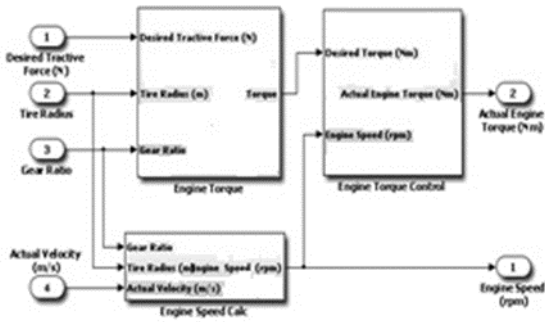 1
Desired Tractive
Force (N)
2
Tire Radius
3
Gear Ratio
Actual Velocity
(m/s)
4
Desired Tractive Force (N)
Tire Radius (m)
Torque
Gear Ratio
Engine Torque
Desired Torque (Nm)
Actual Engine Torque (Nm)
Engine Speed (rpm)
Engine Torque Control
2
Actual Engine
Torque (Nm)
Gear Ratio
Tire Radius (m)
Engine Speed (rpm)
Actual Velocity (m/s)
Engine Speed Calc
1
Engine Speed
(rpm)